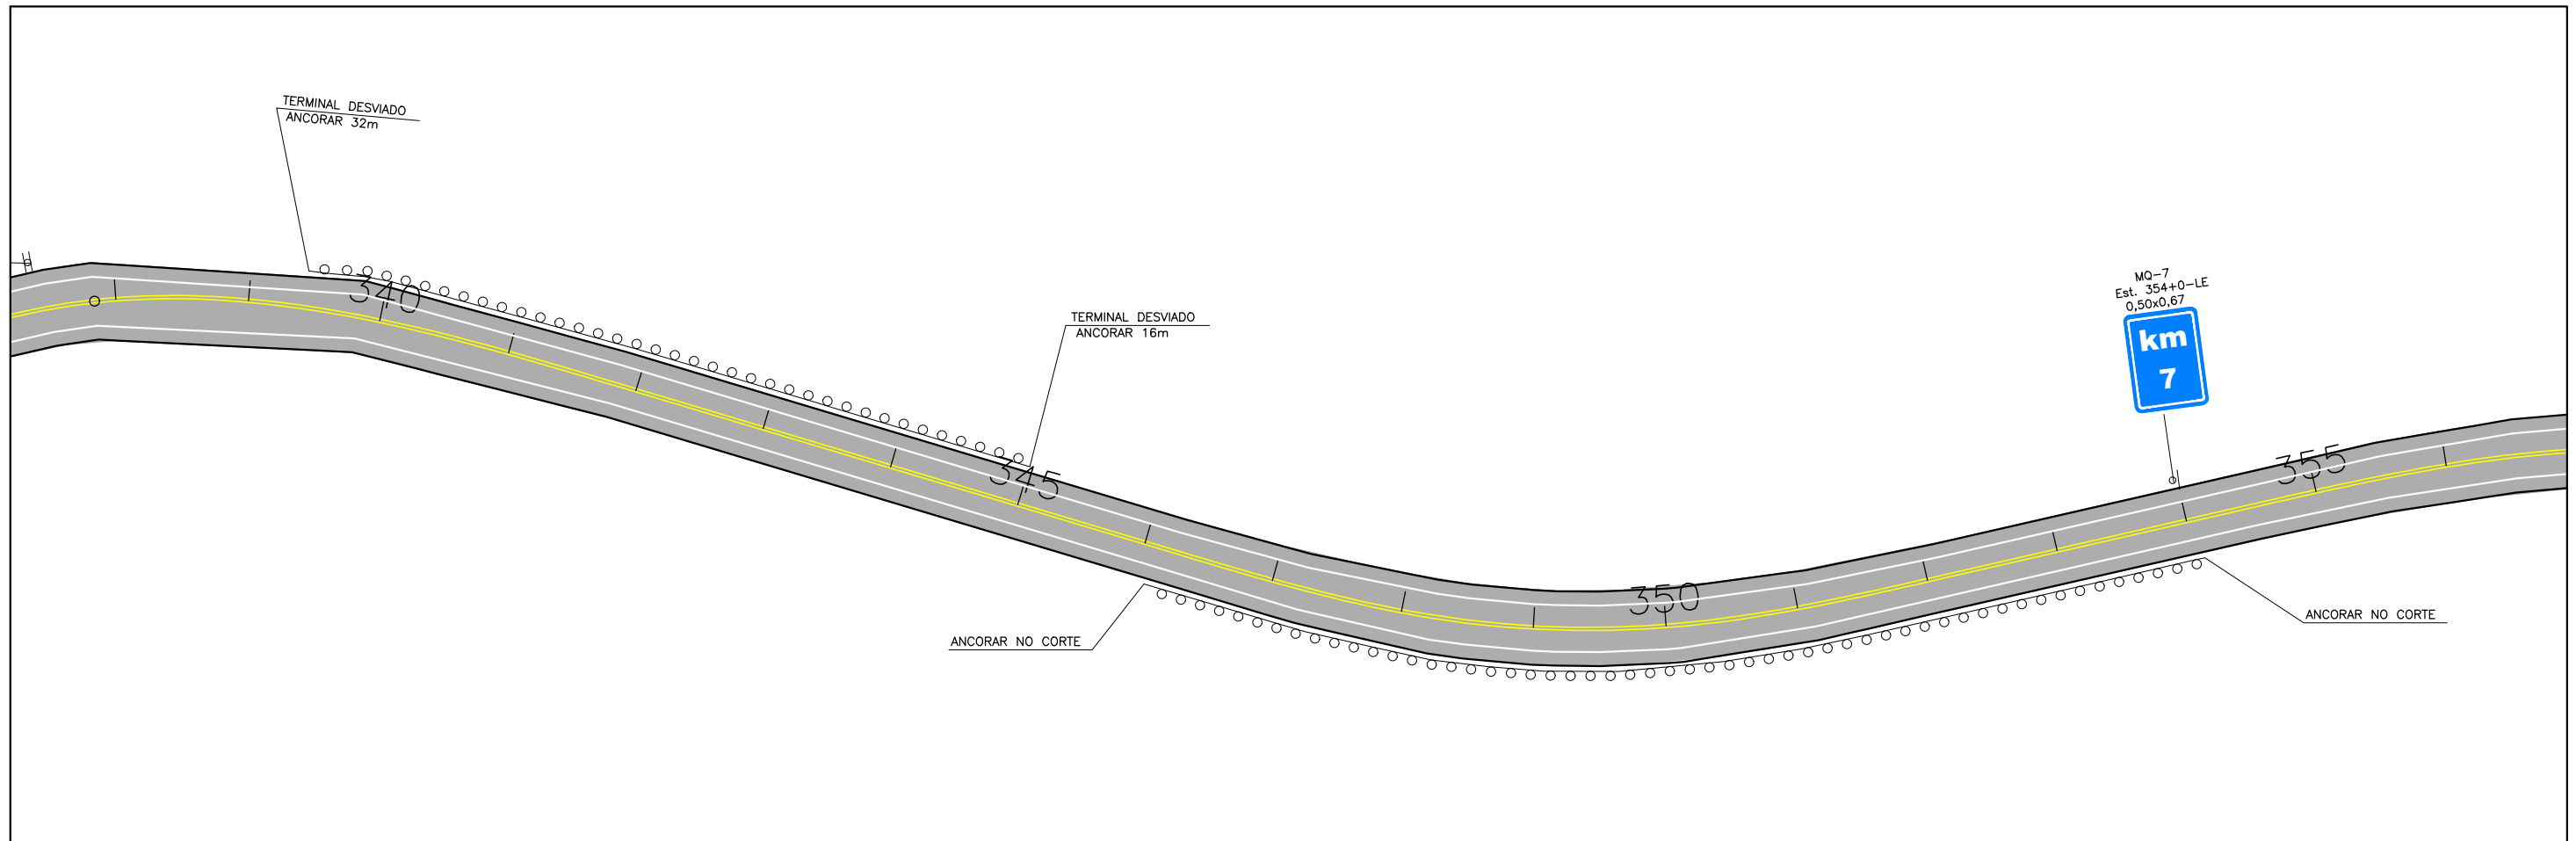 TERMINAL DESVIADO
ANCORAR 32m
340
TERMINAL DESVIADO
ANCORAR 16m
345
MQ-7
Est. 354+0-LE
0,50x0,67
km
7
355
350
ANCORAR NO CORTE
ANCORAR NO CORTE